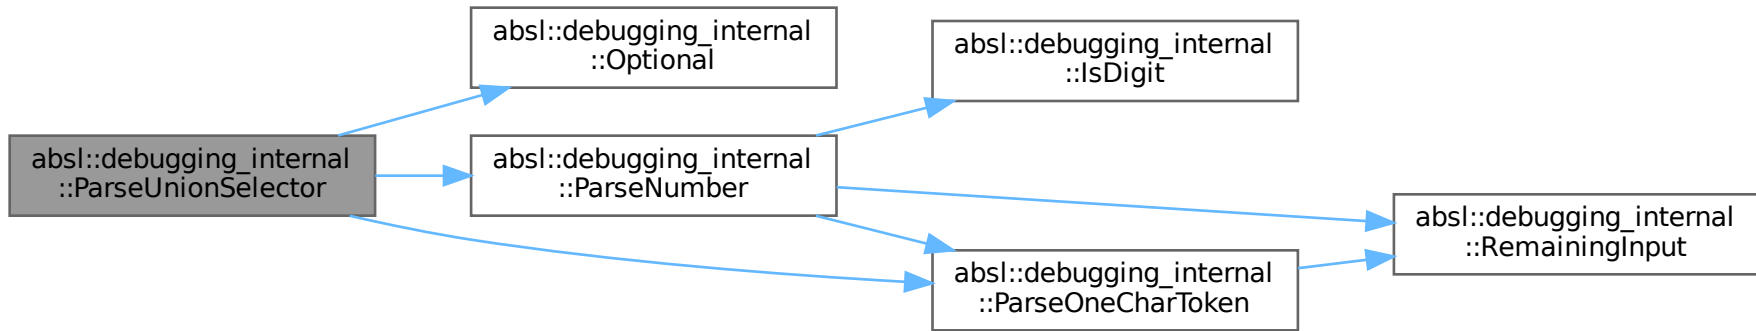 absl::debugging_internal
::ParseUnionSelector
absl::debugging_internal
::Optional
absl::debugging_internal
::ParseNumber
absl::debugging_internal
::IsDigit
absl::debugging_internal
::ParseOneCharToken
absl::debugging_internal
::RemainingInput